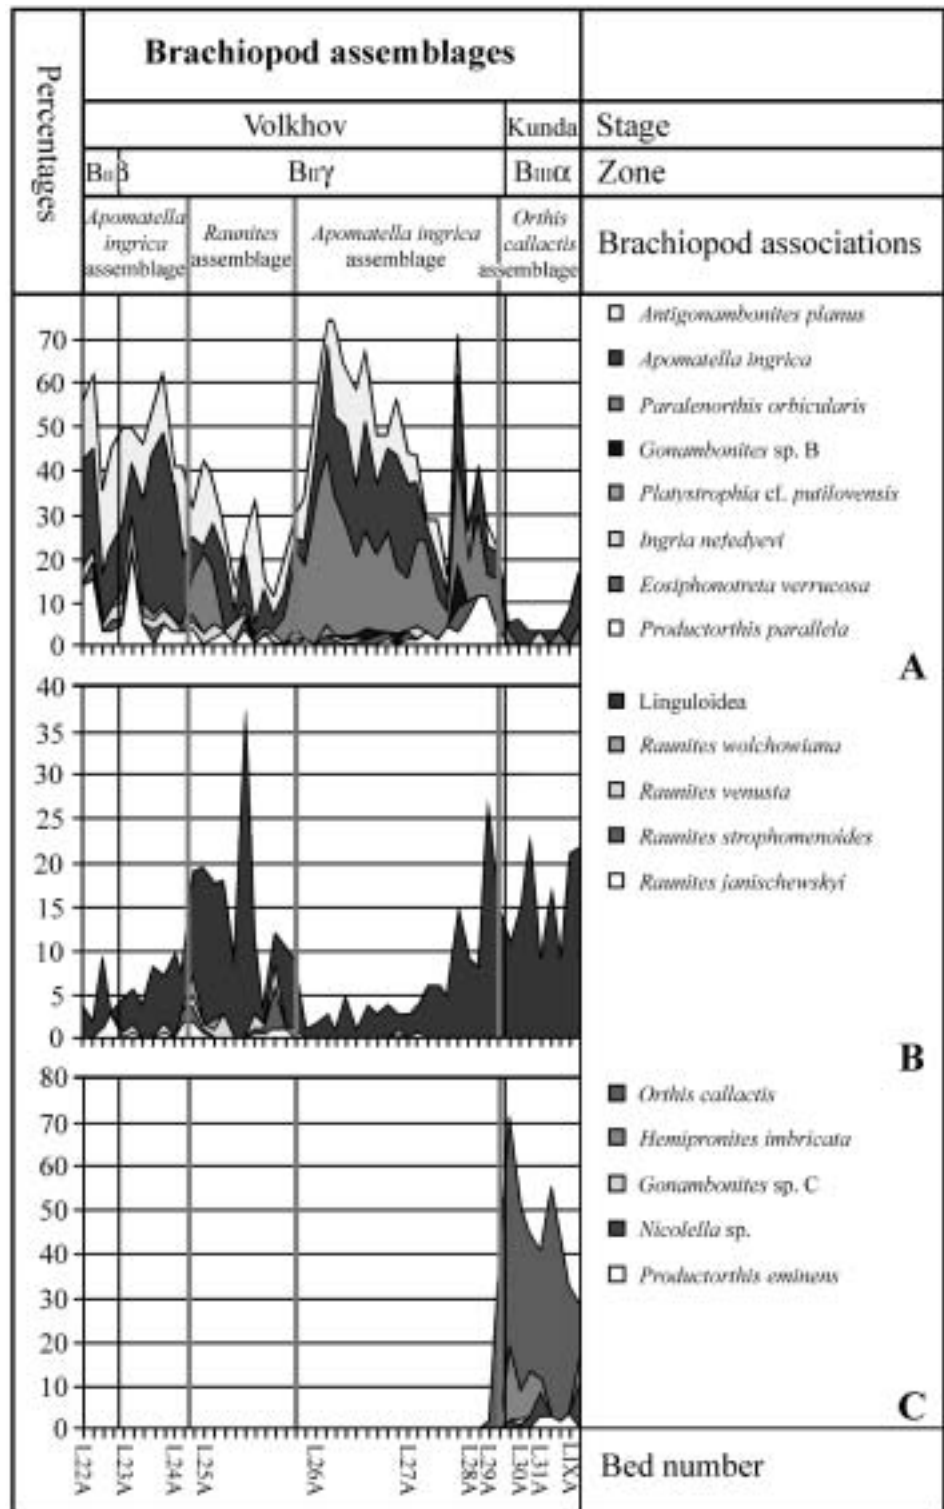 Percentages
Brachiopod assemblages
Volkhov
Kunda
Stage
BIIβ
BIIγ
BIIIα
Zone
Apomatella
ingrica
assemblage
Raunites
assemblage
Apomatella ingrica
assemblage
Orthis
callactis
assemblage
Brachiopod associations
70
60
50
40
30
20
10
0
Antigonambonites planus
Apomatella ingrica
Paralenorthis orbicularis
Gonambonites sp. B
Platystrophia cf. putilovensis
Ingria nefedyevi
Eosiphonotreta verrucosa
Productorthis parallela
A
40
35
30
25
20
15
10
5
0
Linguloidea
Raunites wolchowiana
Raunites venusta
Raunites strophomenoides
Raunites janischewskyi
B
80
70
60
50
40
30
20
10
0
Orthis callactis
Hemipronites imbricata
Gonambonites sp. C
Nicolella sp.
Productorthis eminens
C
L22A
L23A
L24A
L25A
L26A
L27A
L28A
L29A
L30A
L31A
LIXA
Bed number